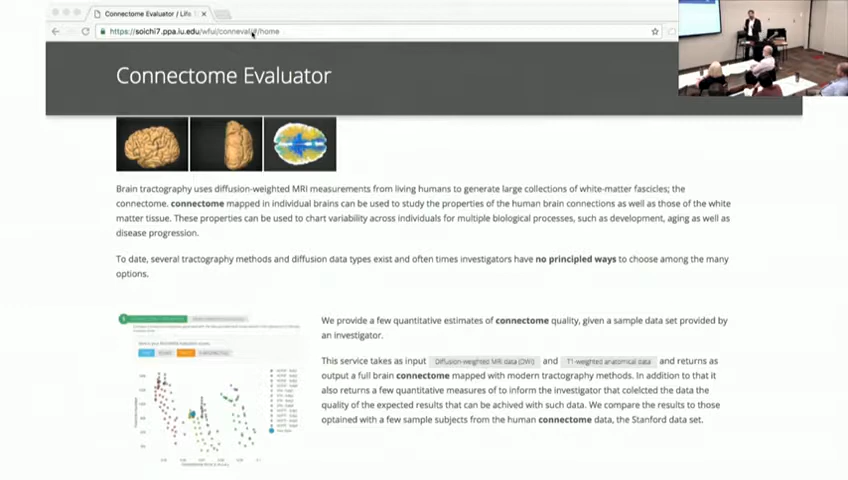 Connectome Evaluator / Life
https://soichi7.ppa.iu.edu/wfui/conneval/#/home
Connectome Evaluator
Brain tractography uses diffusion-weighted MRI measurements from living humans to generate large collections of white-matter fascicles; the
connectome. connectome mapped in individual brains can be used to study the properties of the human brain connections as well as those of the white
matter tissue. These properties can be used to chart variability across individuals for multiple biological processes, such as development, aging as well as
disease progression.
To date, several tractography methods and diffusion data types exist and often times investigators have no principled ways to choose among the many
options.
We provide a few quantitative estimates of connectome quality, given a sample data set provided by
an investigator.
This service takes as input Diffusion-weighted MRI data (DWI) and T1-weighted anatomical data and returns as
output a full brain connectome mapped with modern tractography methods. In addition to that it
also returns a few quantitative measures of to inform the investigator that colelcted the data the
quality of the expected results that can be achived with such data. We compare the results to those
optained with a few sample subjects from the human connectome data, the Stanford data set.